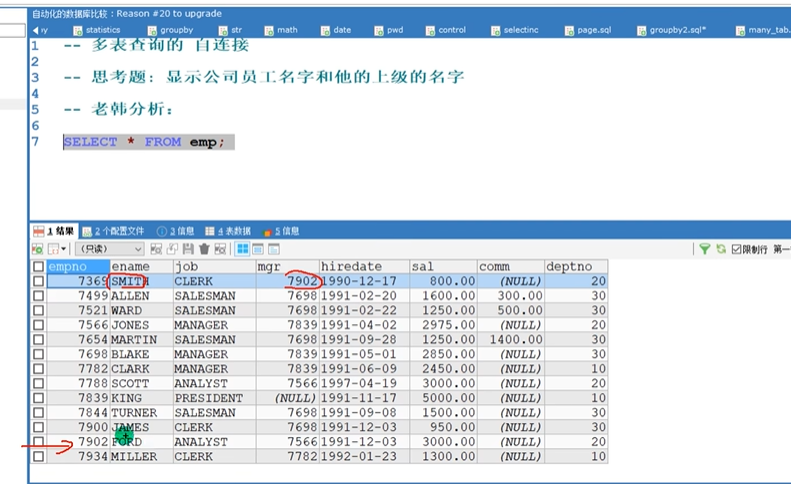 自动化的数据库比较：Reason #20 to upgrade
statistics groupby str math date pwd control selectinc page.sql groupby2.sql* many_tab.
1 -- 多表查询的 自连接
2
3 -- 思考题: 显示公司员工名字和他的上级的名字
4
5 -- 老韩分析:
6
7 SELECT * FROM emp;
1 结果 2 个配置文件 3 信息 4 表数据 5 信息
(只读) 限制行 第一
empno ename job mgr hiredate sal comm deptno
7369 SMITH CLERK 7902 1990-12-17 800.00 (NULL) 20
7499 ALLEN SALESMAN 7698 1991-02-20 1600.00 300.00 30
7521 WARD SALESMAN 7698 1991-02-22 1250.00 500.00 30
7566 JONES MANAGER 7839 1991-04-02 2975.00 (NULL) 20
7654 MARTIN SALESMAN 7698 1991-09-28 1250.00 1400.00 30
7698 BLAKE MANAGER 7839 1991-05-01 2850.00 (NULL) 30
7782 CLARK MANAGER 7839 1991-06-09 2450.00 (NULL) 10
7788 SCOTT ANALYST 7566 1997-04-19 3000.00 (NULL) 20
7839 KING PRESIDENT (NULL) 1991-11-17 5000.00 (NULL) 10
7844 TURNER SALESMAN 7698 1991-09-08 1500.00 (NULL) 30
7900 JAMES CLERK 7698 1991-12-03 950.00 (NULL) 30
7902 FORD ANALYST 7566 1991-12-03 3000.00 (NULL) 20
7934 MILLER CLERK 7782 1992-01-23 1300.00 (NULL) 10